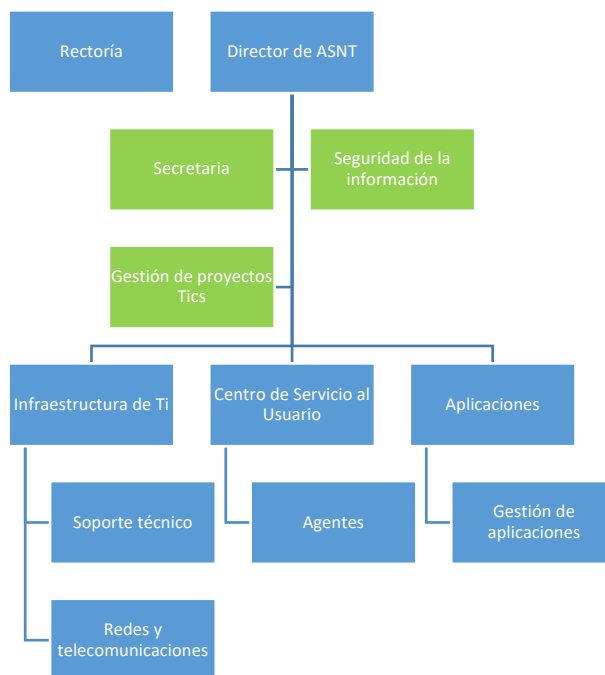 Rectoría
Director de ASNT
Secretaria
Seguridad de la
información
Gestión de proyectos
Tics
Infraestructura de Ti
Centro de Servicio al
Usuario
Aplicaciones
Soporte técnico
Agentes
Gestión de
aplicaciones
Redes y
telecomunicaciones